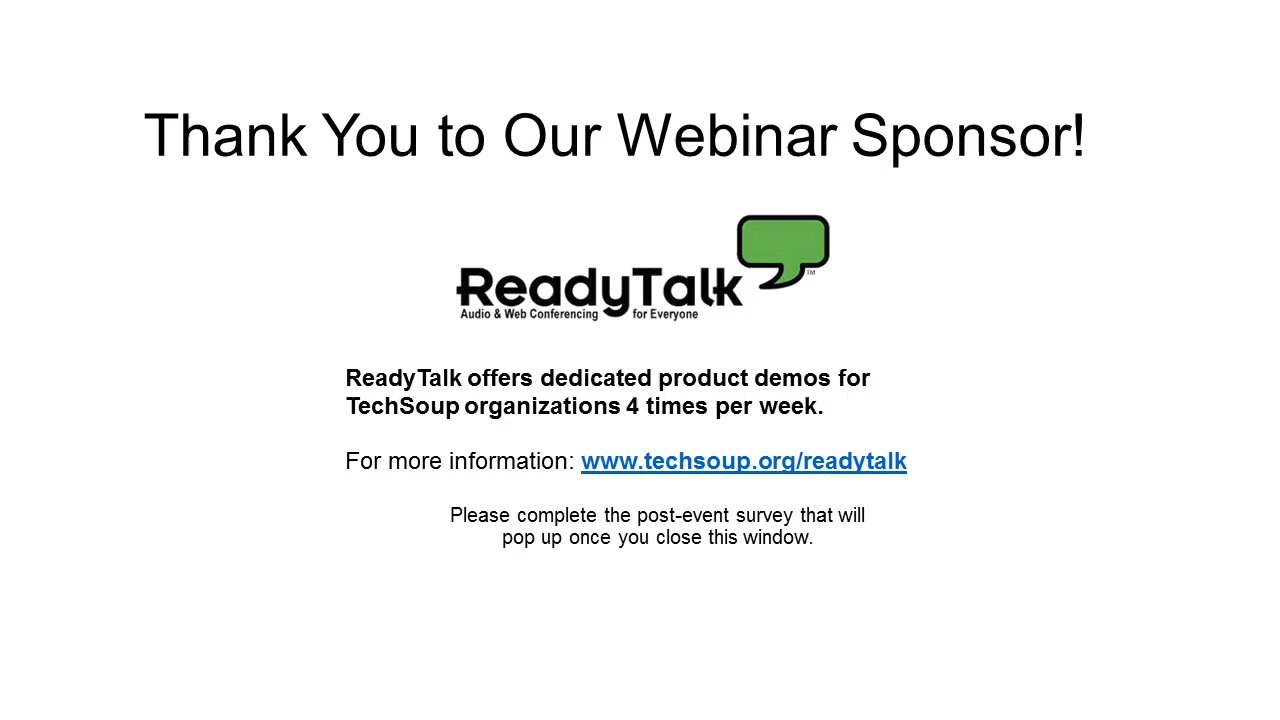 Thank You to Our Webinar Sponsor!
ReadyTalk
TM
Audio & Web Conferencing for Everyone
ReadyTalk offers dedicated product demos for
TechSoup organizations 4 times per week.
For more information: www.techsoup.org/readytalk
Please complete the post-event survey that will
pop up once you close this window.